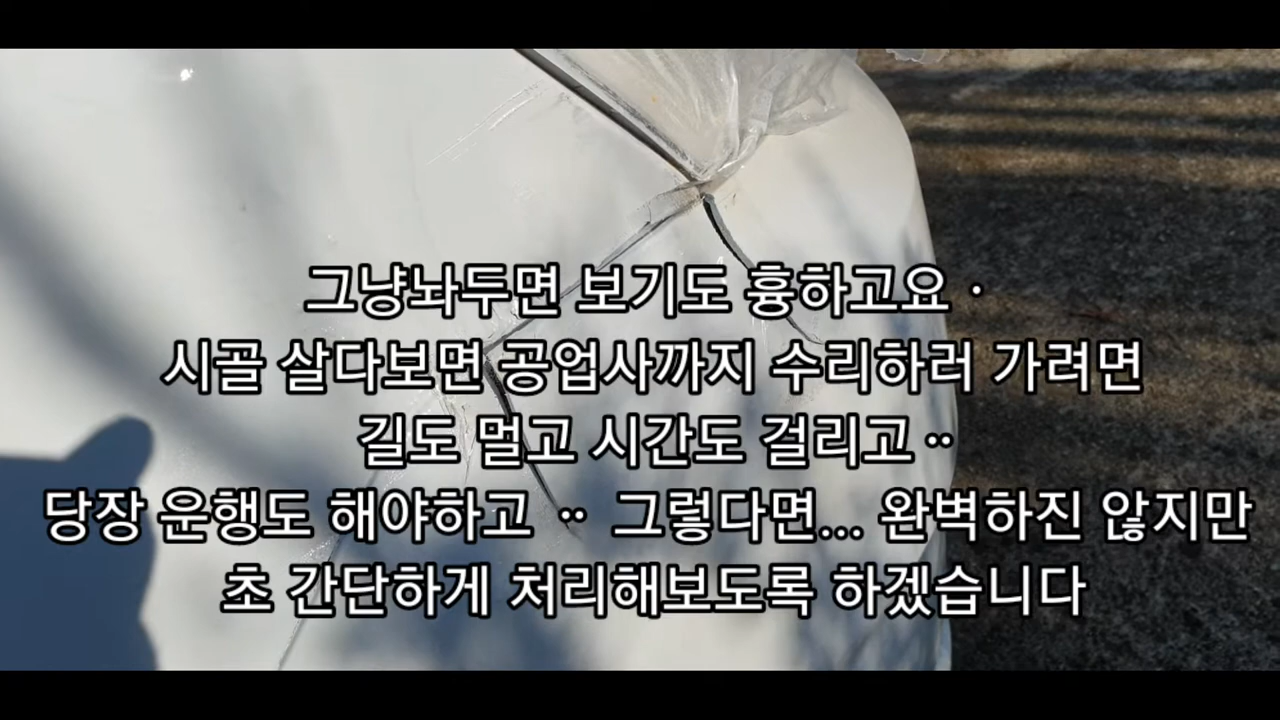 그냥놔두면 보기도 흉하고요 ·
시골 살다보면 공업사까지 수리하러 가려면
길도 멀고 시간도 걸리고 ··
당장 운행도 해야하고 ·· 그렇다면... 완벽하진 않지만
초 간단하게 처리해보도록 하겠습니다